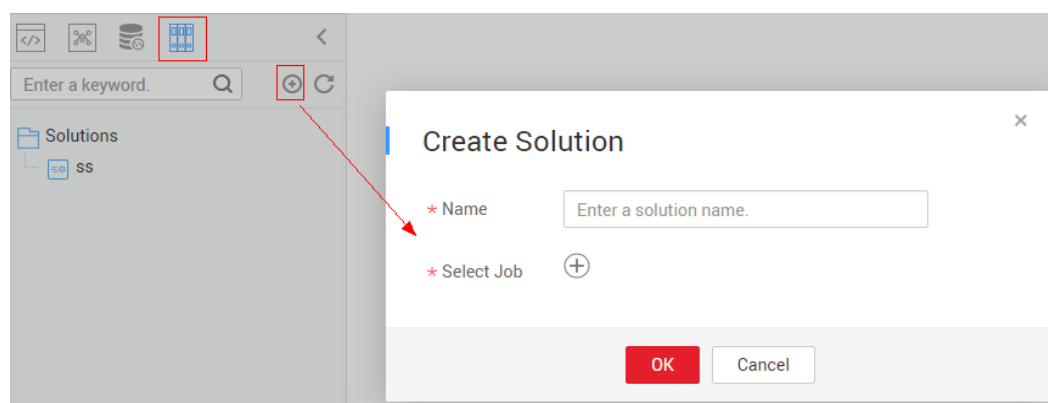 Enter a keyword.
Solutions
ss
Create Solution
* Name
Enter a solution name.
* Select Job
OK
Cancel